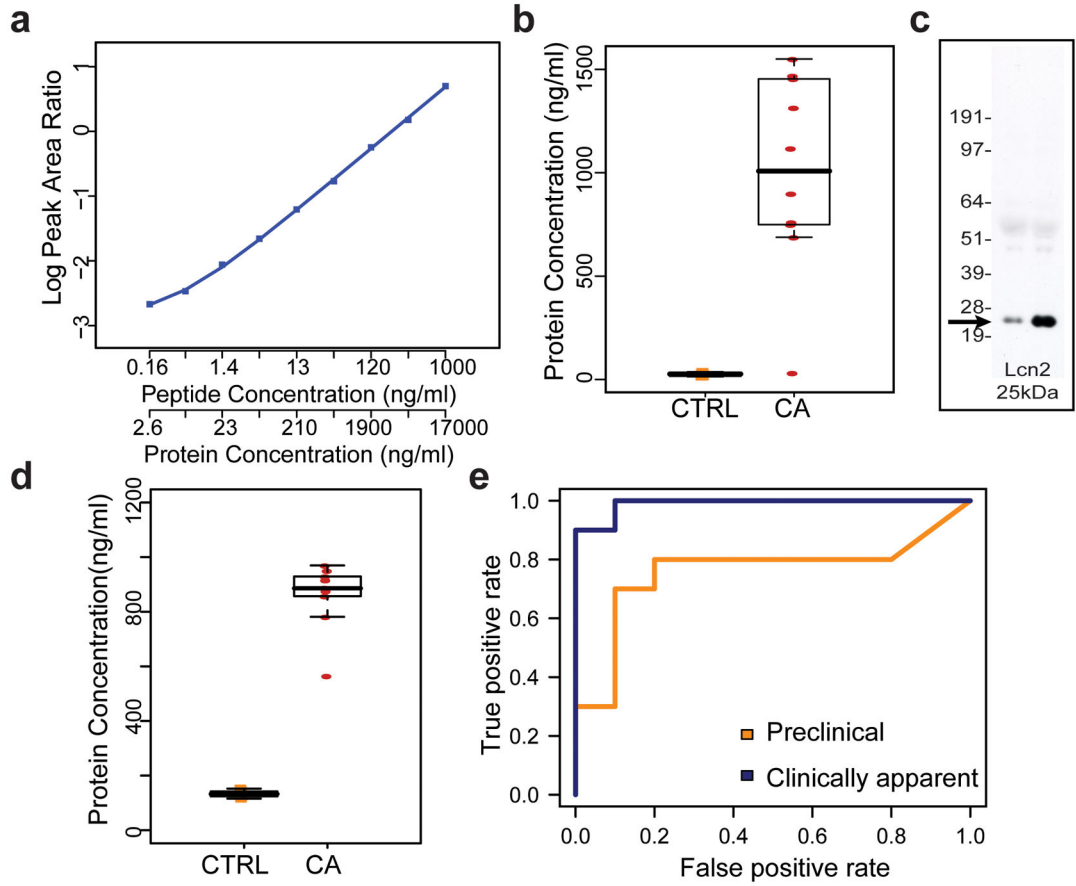 a
Log Peak Area Ratio
1
0
−1
−2
−3
0.16 1.4 13 120 1000
Peptide Concentration (ng/ml)
2.6 23 210 1900 17000
Protein Concentration (ng/ml)
b
Protein Concentration (ng/ml)
1500
1000
500
0
CTRL CA
c
191-
97-
64-
51-
39-
28-
19-
Lcn2
25kDa
d
Protein Concentration(ng/ml)
1200
800
400
0
CTRL CA
e
True positive rate
1.0
0.8
0.6
0.4
0.2
0.0
Preclinical
Clinically apparent
0.0 0.2 0.4 0.6 0.8 1.0
False positive rate